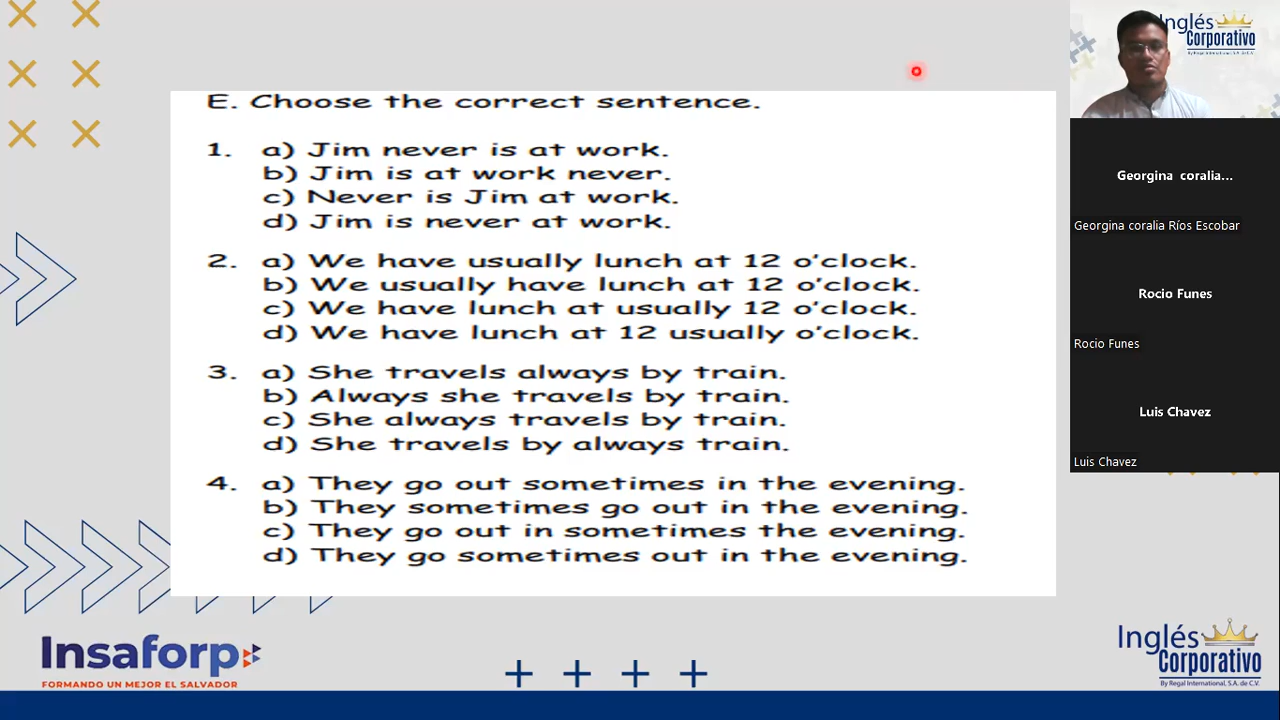 E. Choose the correct sentence.
1. a) Jim never is at work.
b) Jim is at work never.
c) Never is Jim at work.
d) Jim is never at work.
2. a) We have usually lunch at 12 o'clock.
b) We usually have lunch at 12 o'clock.
c) We have lunch at usually 12 o'clock.
d) We have lunch at 12 usually o'clock.
3. a) She travels always by train.
b) Always she travels by train.
c) She always travels by train.
d) She travels by always train.
4. a) They go out sometimes in the evening.
b) They sometimes go out in the evening.
c) They go out in sometimes the evening.
d) They go sometimes out in the evening.
Insaforp
FORMANDO UN MEJOR EL SALVADOR
Inglés
Corporativo
By Regal International, S.A. de C.V.
Inglés
Corporativo
By Regal International, S.A. de C.V.
Georgina coralia...
Georgina coralia Ríos Escobar
Rocio Funes
Rocio Funes
Luis Chavez
Luis Chavez